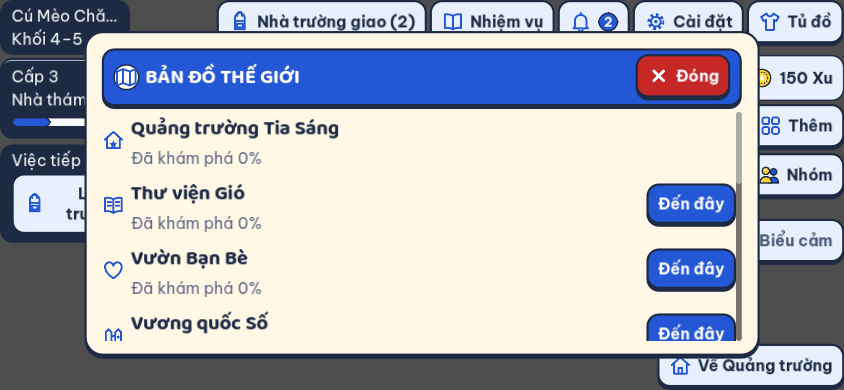 Cú Mèo Chă...
Khối 4-5
Nhà trường giao (2)
Nhiệm vụ
2
Cài đặt
Tủ đồ
Cấp 3
Nhà thám
BẢN ĐỒ THẾ GIỚI
Đóng
150 Xu
Quảng trường Tia Sáng
Đã khám phá 0%
Thêm
Việc tiếp
Thư viện Gió
Đã khám phá 0%
Đến đây
Nhóm
Vườn Bạn Bè
Đã khám phá 0%
Đến đây
Biểu cảm
Vương quốc Số
Đến đây
Về Quảng trường